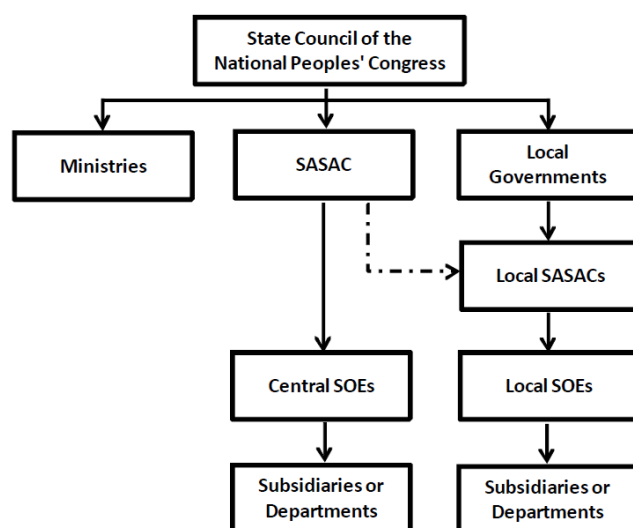 State Council of the
National Peoples' Congress
Ministries
SASAC
Local
Governments
Local SASACs
Central SOEs
Local SOEs
Subsidiaries or
Departments
Subsidiaries or
Departments